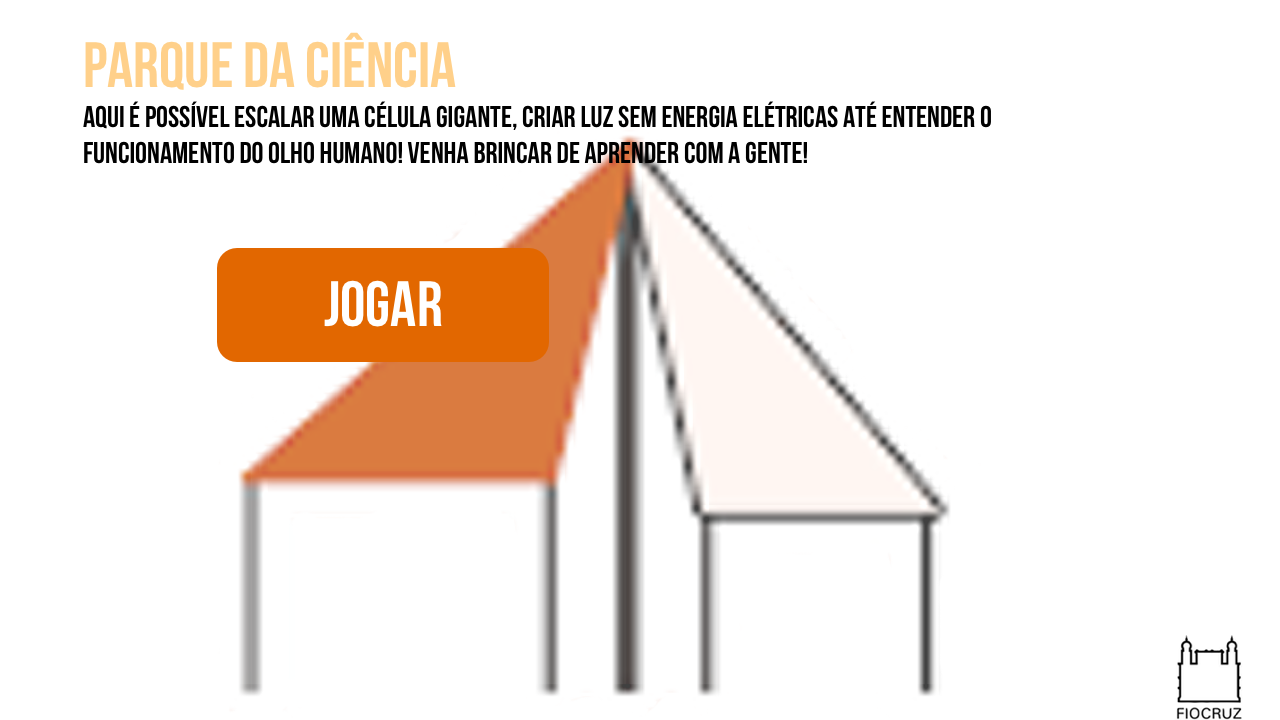 PARQUE DA CIÊNCIA
AQUI É POSSÍVEL ESCALAR UMA CÉLULA GIGANTE, CRIAR LUZ SEM ENERGIA ELÉTRICAS ATÉ ENTENDER O
FUNCIONAMENTO DO OLHO HUMANO! VENHA BRINCAR DE APRENDER COM A GENTE!
JOGAR
FIOCRUZ